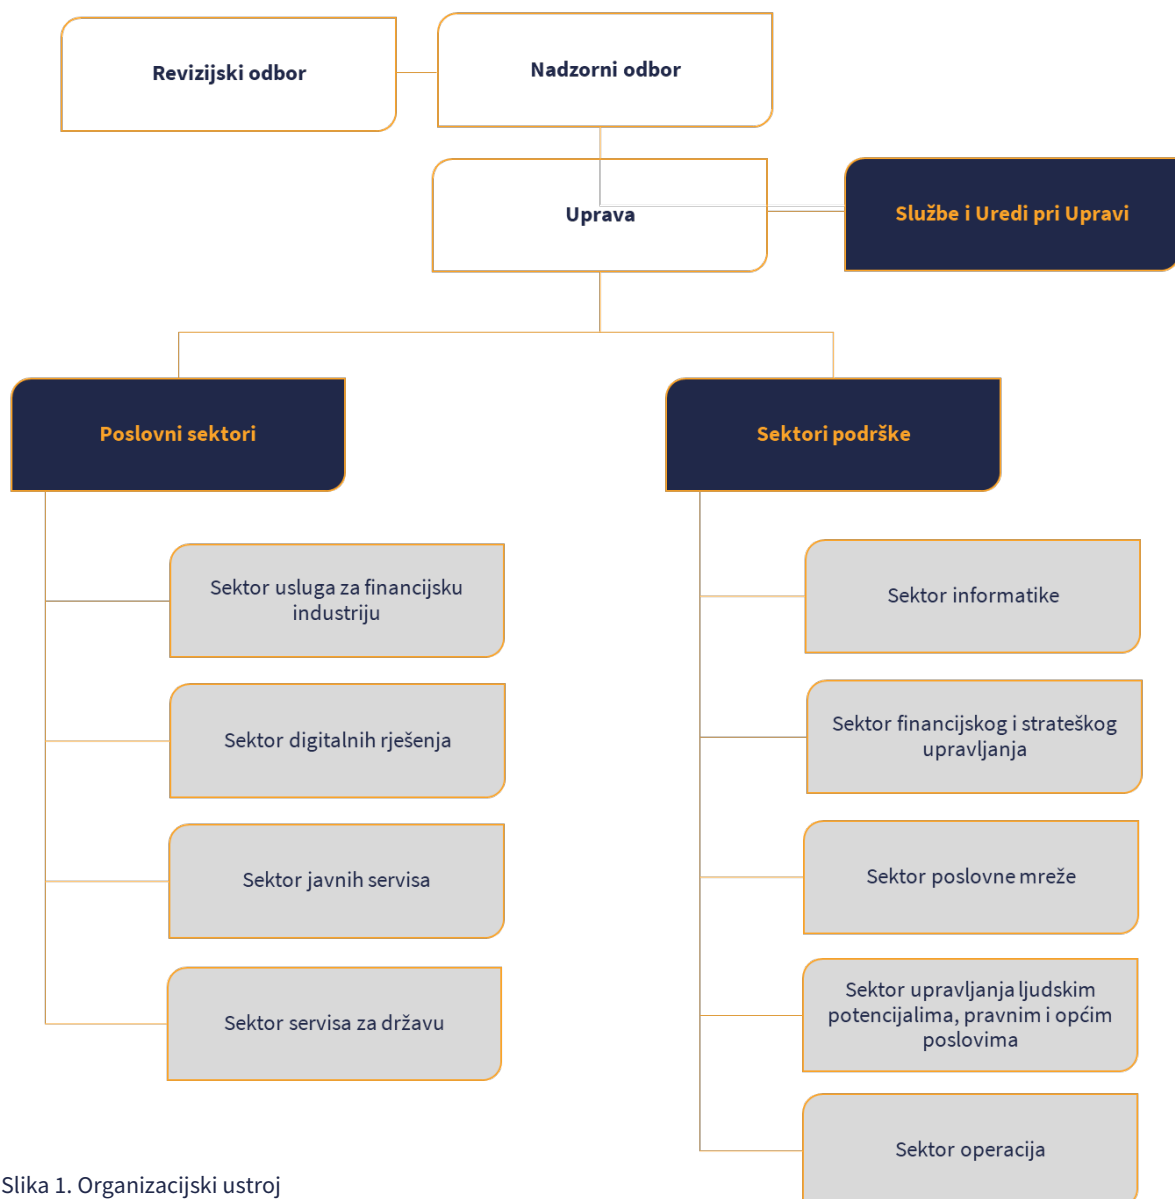 Revizijski odbor
Nadzorni odbor
Uprava
Službe i Uredi pri Upravi
Poslovni sektori
Sektori podrške
Sektor usluga za financijsku
industriju
Sektor digitalnih rješenja
Sektor javnih servisa
Sektor servisa za državu
Sektor informatike
Sektor financijskog i strateškog
upravljanja
Sektor poslovne mreže
Sektor upravljanja ljudskim
potencijalima, pravnim i općim
poslovima
Sektor operacija
Slika 1. Organizacijski ustroj